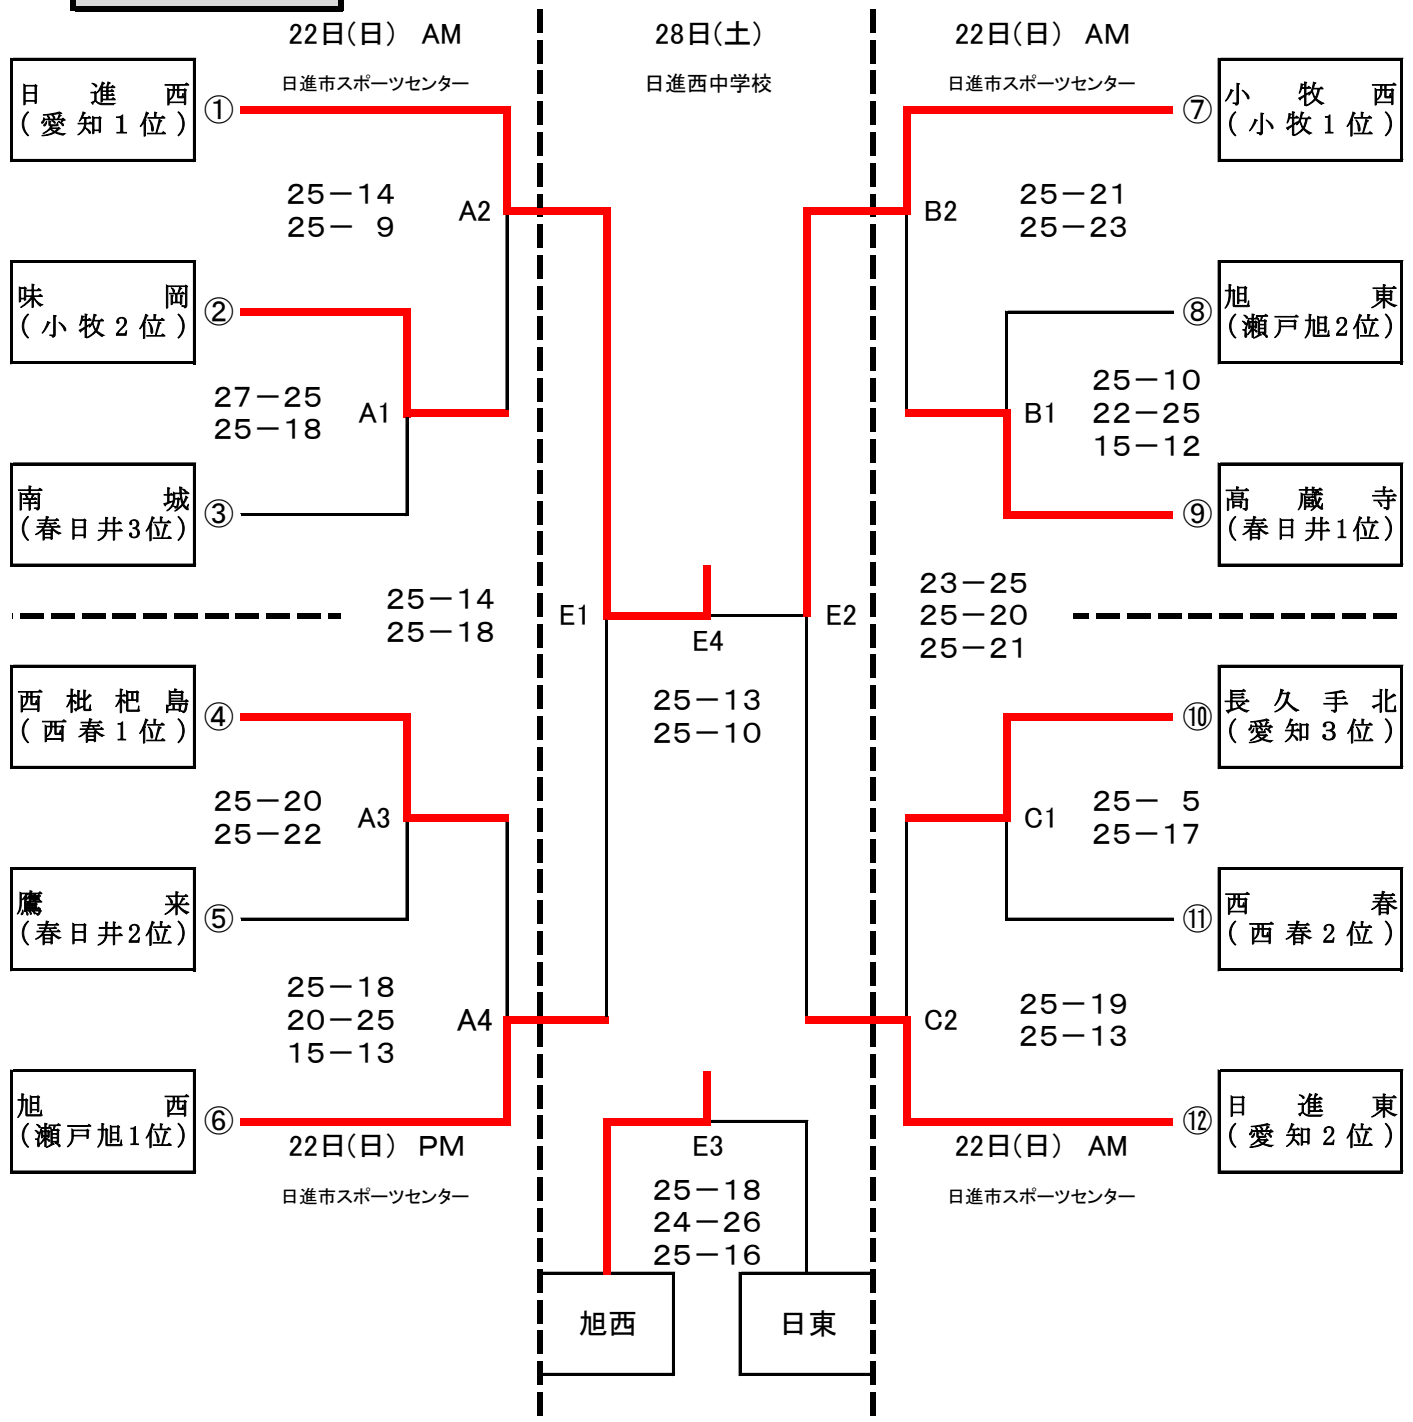 22日(日) AM
日進市スポーツセンター
28日(土)
日進西中学校
22日(日) AM
日進市スポーツセンター
日進西
(愛知1位)
①
25-14
25- 9
A2
味岡
(小牧2位)
②
27-25
25-18
A1
南城
(春日井3位)
③
25-14
25-18
E1
西枇杷島
(西春1位)
④
25-20
25-22
A3
鷹来
(春日井2位)
⑤
25-18
20-25
15-13
A4
旭西
(瀬戸旭1位)
⑥
22日(日) PM
日進市スポーツセンター
E4
25-13
25-10
E3
25-18
24-26
25-16
旭西
日東
⑦
小牧西
(小牧1位)
B2
25-21
25-23
⑧
旭東
(瀬戸旭2位)
B1
25-10
22-25
15-12
⑨
高蔵寺
(春日井1位)
E2
23-25
25-20
25-21
⑩
長久手北
(愛知3位)
C1
25- 5
25-17
⑪
西春
(西春2位)
C2
25-19
25-13
⑫
日進東
(愛知2位)
22日(日) AM
日進市スポーツセンター